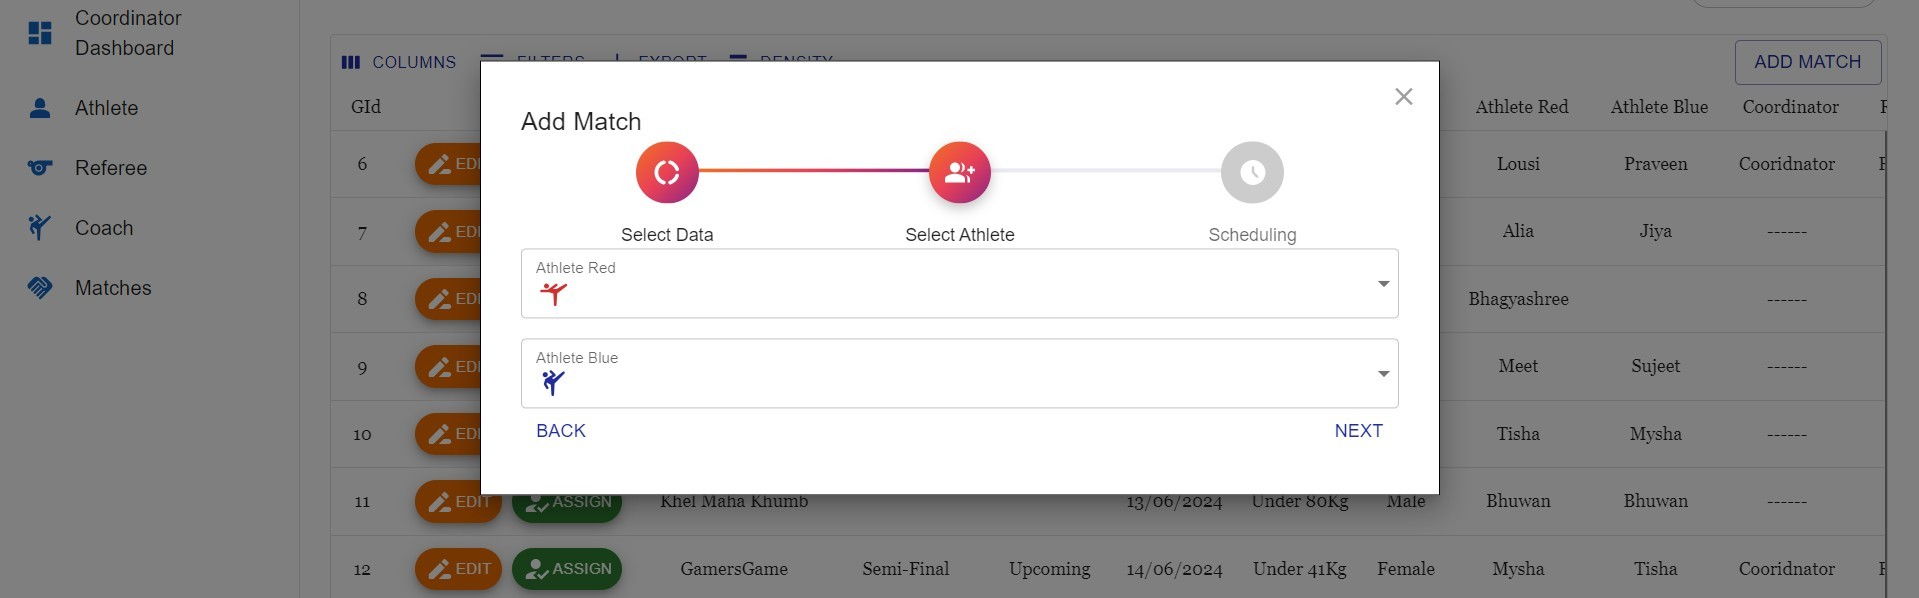 Coordinator
Dashboard
Athlete
Referee
Coach
Matches
COLUMNS FILTERS EXPORT DENSITY
ADD MATCH
GId Athlete Red Athlete Blue Coordinator
6 Lousi Praveen Cooridnator
7 Alia Jiya ------
8 Bhagyashree ------
9 Meet Sujeet ------
10 Tisha Mysha ------
11 EDIT ASSIGN Khel Maha Khumb 13/06/2024 Under 80Kg Male Bhuwan Bhuwan ------
12 EDIT ASSIGN GamersGame Semi-Final Upcoming 14/06/2024 Under 41Kg Female Mysha Tisha Cooridnator
Add Match
Select Data Select Athlete Scheduling
Athlete Red
Athlete Blue
BACK NEXT